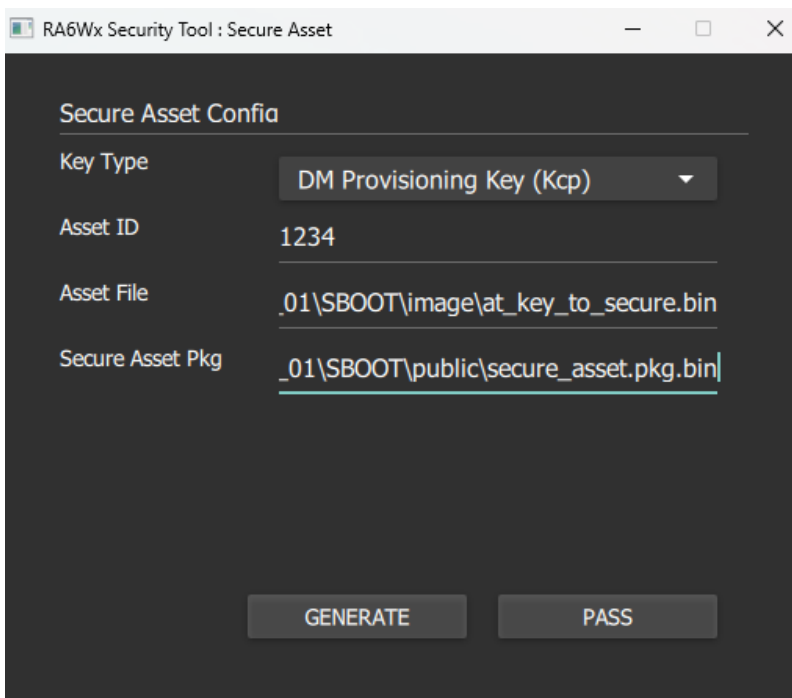 RA6Wx Security Tool : Secure Asset
Secure Asset Config
Key Type
DM Provisioning Key (Kcp)
Asset ID
1234
Asset File
_01\SBOOT\image\at_key_to_secure.bin
Secure Asset Pkg
_01\SBOOT\public\secure_asset.pkg.bin
GENERATE
PASS